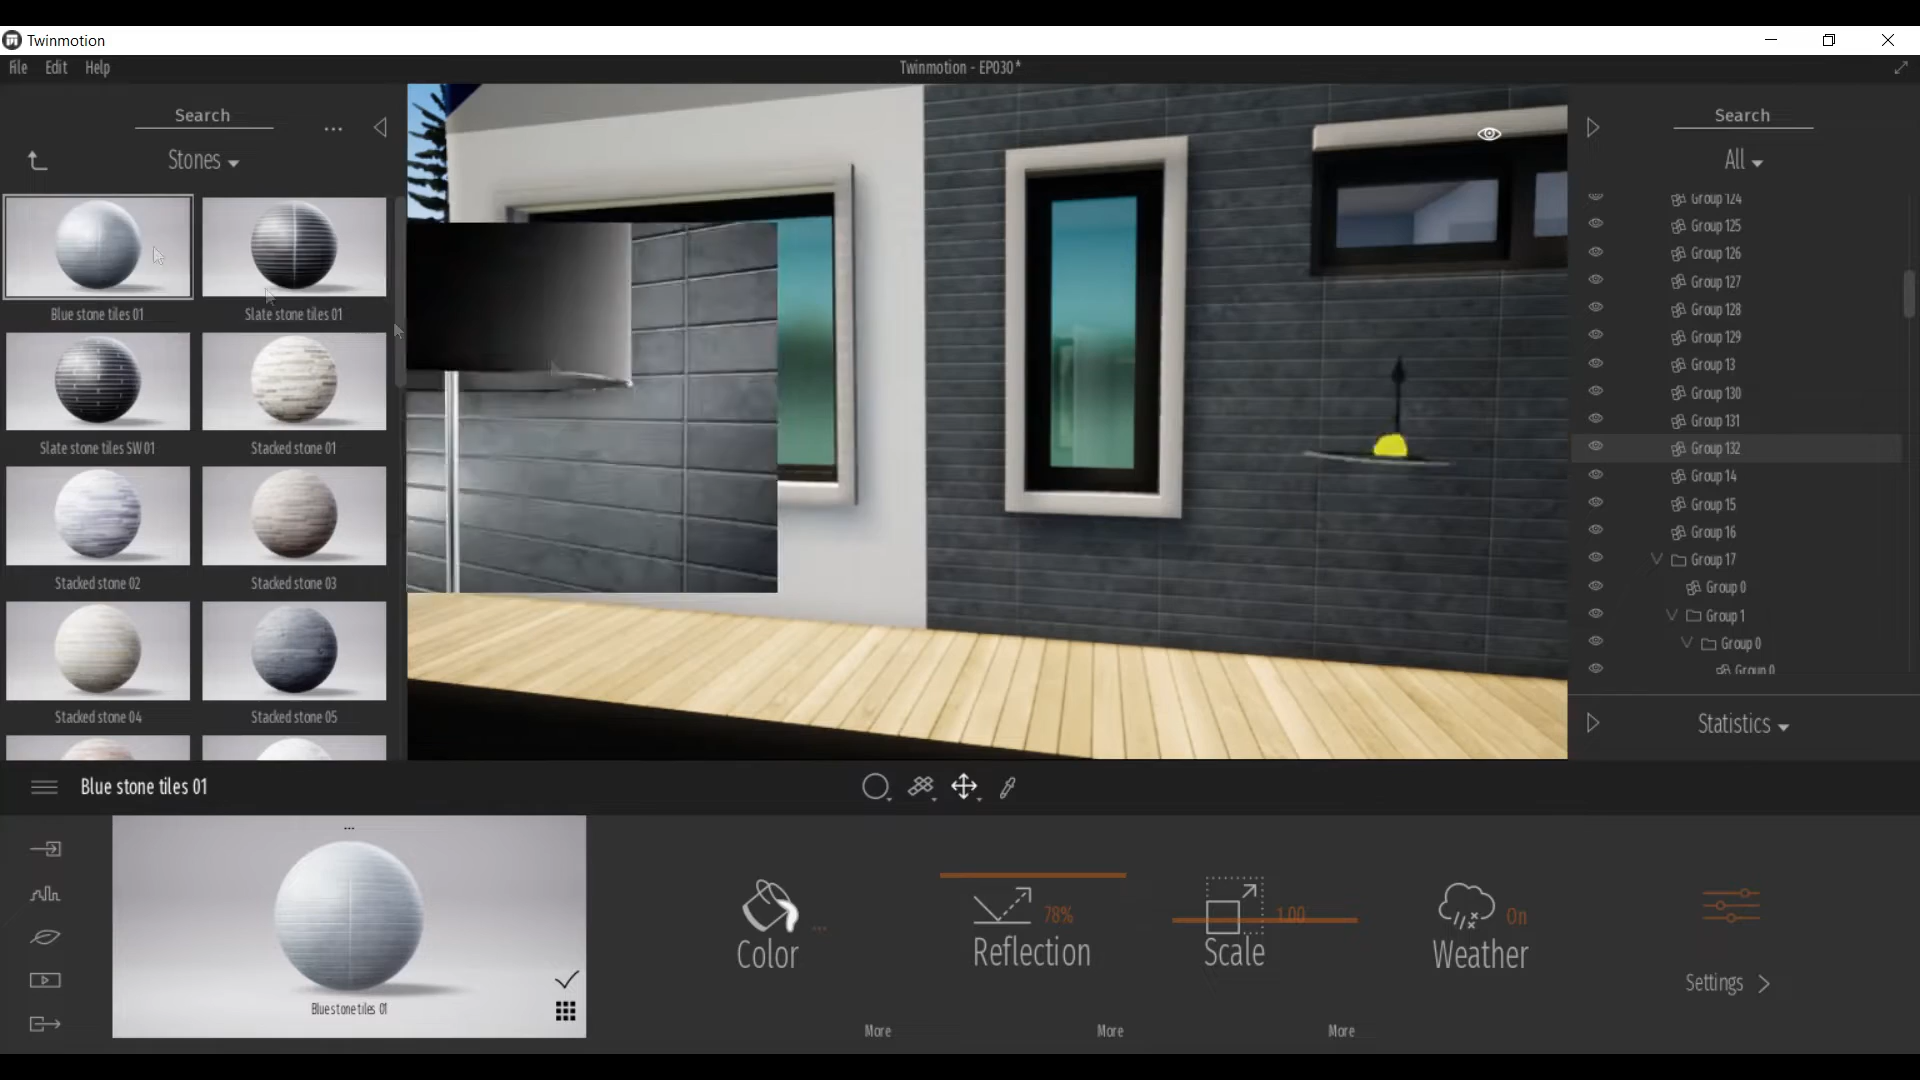 Twinmotion
File Edit Help
Twinmotion - EP030*
Search
...
Stones
Blue stone tiles 01
Slate stone tiles 01
Slate stone tiles SW 01
Stacked stone 01
Stacked stone 02
Stacked stone 03
Stacked stone 04
Stacked stone 05
Search
All
Group 124
Group 125
Group 126
Group 127
Group 128
Group 129
Group 13
Group 130
Group 131
Group 132
Group 14
Group 15
Group 16
Group 17
Group 0
Group 1
Group 0
Group 0
Statistics
Blue stone tiles 01
...
Blue stone tiles 01
...
Color
More
78%
Reflection
More
1.00
Scale
More
On
Weather
Settings